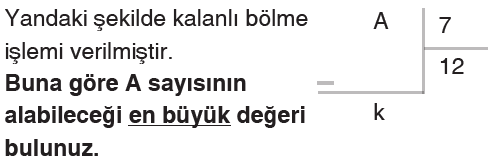 Yandaki şekilde kalanlı bölme
işlemi verilmiştir.
Buna göre A sayısının
alabileceği en büyük değeri
bulunuz.
A 7
12
k